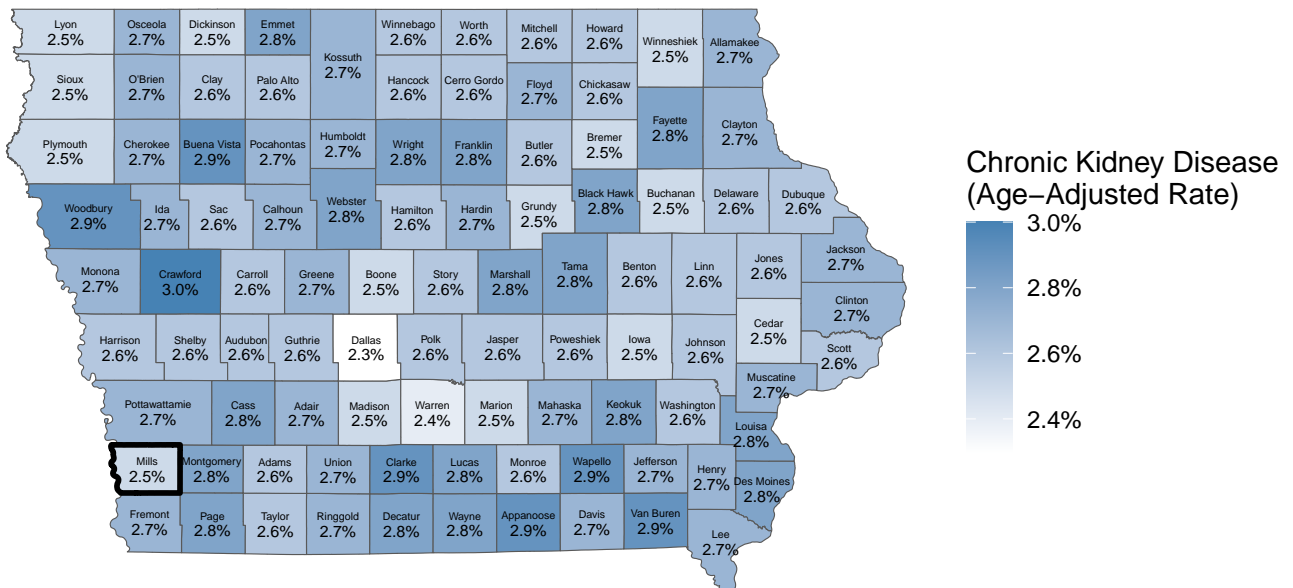 Lyon
2.5%
Osceola
2.7%
Dickinson
2.5%
Emmet
2.8%
Kossuth
2.7%
Winnebago
2.6%
Worth
2.6%
Mitchell
2.6%
Howard
2.6%
Winneshiek
2.5%
Allamakee
2.7%
Sioux
2.5%
O'Brien
2.7%
Clay
2.6%
Palo Alto
2.6%
Hancock
2.6%
Cerro Gordo
2.6%
Floyd
2.7%
Chickasaw
2.6%
Fayette
2.8%
Clayton
2.7%
Plymouth
2.5%
Cherokee
2.7%
Buena Vista
2.9%
Pocahontas
2.7%
Humboldt
2.7%
Wright
2.8%
Franklin
2.8%
Butler
2.6%
Bremer
2.5%
Woodbury
2.9%
Ida
2.7%
Sac
2.6%
Calhoun
2.7%
Webster
2.8%
Hamilton
2.6%
Hardin
2.7%
Grundy
2.5%
Black Hawk
2.8%
Buchanan
2.5%
Delaware
2.6%
Dubuque
2.6%
Monona
2.7%
Crawford
3.0%
Carroll
2.6%
Greene
2.7%
Boone
2.5%
Story
2.6%
Marshall
2.8%
Tama
2.8%
Benton
2.6%
Linn
2.6%
Jones
2.6%
Jackson
2.7%
Clinton
2.7%
Harrison
2.6%
Shelby
2.6%
Audubon
2.6%
Guthrie
2.6%
Dallas
2.3%
Polk
2.6%
Jasper
2.6%
Poweshiek
2.6%
Iowa
2.5%
Johnson
2.6%
Cedar
2.5%
Scott
2.6%
Muscatine
2.7%
Pottawattamie
2.7%
Cass
2.8%
Adair
2.7%
Madison
2.5%
Warren
2.4%
Marion
2.5%
Mahaska
2.7%
Keokuk
2.8%
Washington
2.6%
Louisa
2.8%
Mills
2.5%
Montgomery
2.8%
Adams
2.6%
Union
2.7%
Clarke
2.9%
Lucas
2.8%
Monroe
2.6%
Wapello
2.9%
Jefferson
2.7%
Henry
2.7%
Des Moines
2.8%
Fremont
2.7%
Page
2.8%
Taylor
2.6%
Ringgold
2.7%
Decatur
2.8%
Wayne
2.8%
Appanoose
2.9%
Davis
2.7%
Van Buren
2.9%
Lee
2.7%
Chronic Kidney Disease
(Age−Adjusted Rate)
3.0%
2.8%
2.6%
2.4%